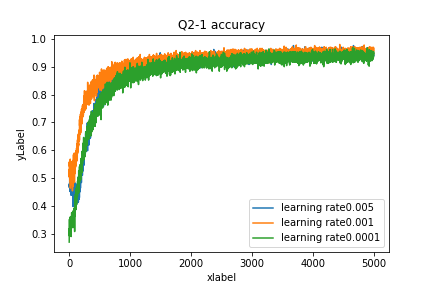 Q2-1 accuracy
1.0
0.9
0.8
0.7
0.6
0.5
0.4
0.3
yLabel
learning rate0.005
learning rate0.001
learning rate0.0001
0 1000 2000 3000 4000 5000
xlabel